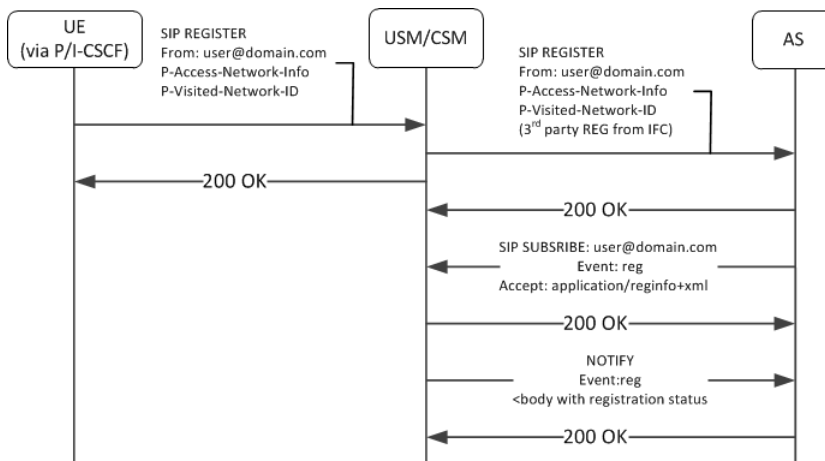 UE
(via P/I-CSCF)
USM/CSM
AS
SIP REGISTER
From: user@domain.com
P-Access-Network-Info
P-Visited-Network-ID
SIP REGISTER
From: user@domain.com
P-Access-Network-Info
P-Visited-Network-ID
(3rd party REG from IFC)
200 OK
200 OK
SIP SUBSRIBE: user@domain.com
Event: reg
Accept: application/reginfo+xml
200 OK
NOTIFY
Event:reg
<body with registration status
200 OK